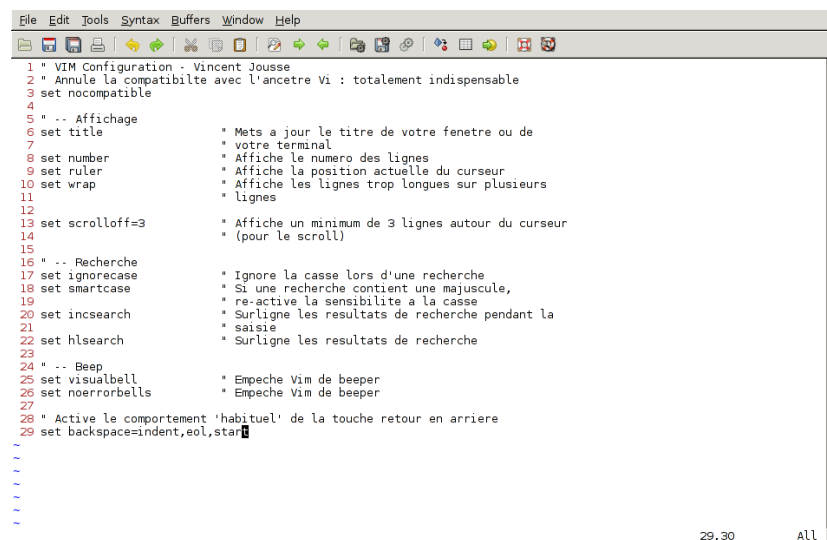 File Edit Tools Syntax Buffers Window Help
1 " VIM Configuration - Vincent Jousse
2 " Annule la compatibilte avec l'ancetre Vi : totalement indispensable
3 set nocompatible
4
5 " -- Affichage
6 set title " Mets a jour le titre de votre fenetre ou de
7 " votre terminal
8 set number " Affiche le numero des lignes
9 set ruler " Affiche la position actuelle du curseur
10 set wrap " Affiche les lignes trop longues sur plusieurs
11 " lignes
12
13 set scrolloff=3 " Affiche un minimum de 3 lignes autour du curseur
14 " (pour le scroll)
15
16 " -- Recherche
17 set ignorecase " Ignore la casse lors d'une recherche
18 set smartcase " Si une recherche contient une majuscule,
19 " re-active la sensibilite a la casse
20 set incsearch " Surligne les resultats de recherche pendant la
21 " saisie
22 set hlsearch " Surligne les resultats de recherche
23
24 " -- Beep
25 set visualbell " Empeche Vim de beeper
26 set noerrorbells " Empeche Vim de beeper
27
28 " Active le comportement 'habituel' de la touche retour en arriere
29 set backspace=indent,eol,start
~
~
~
~
~
~
~
29,30 All